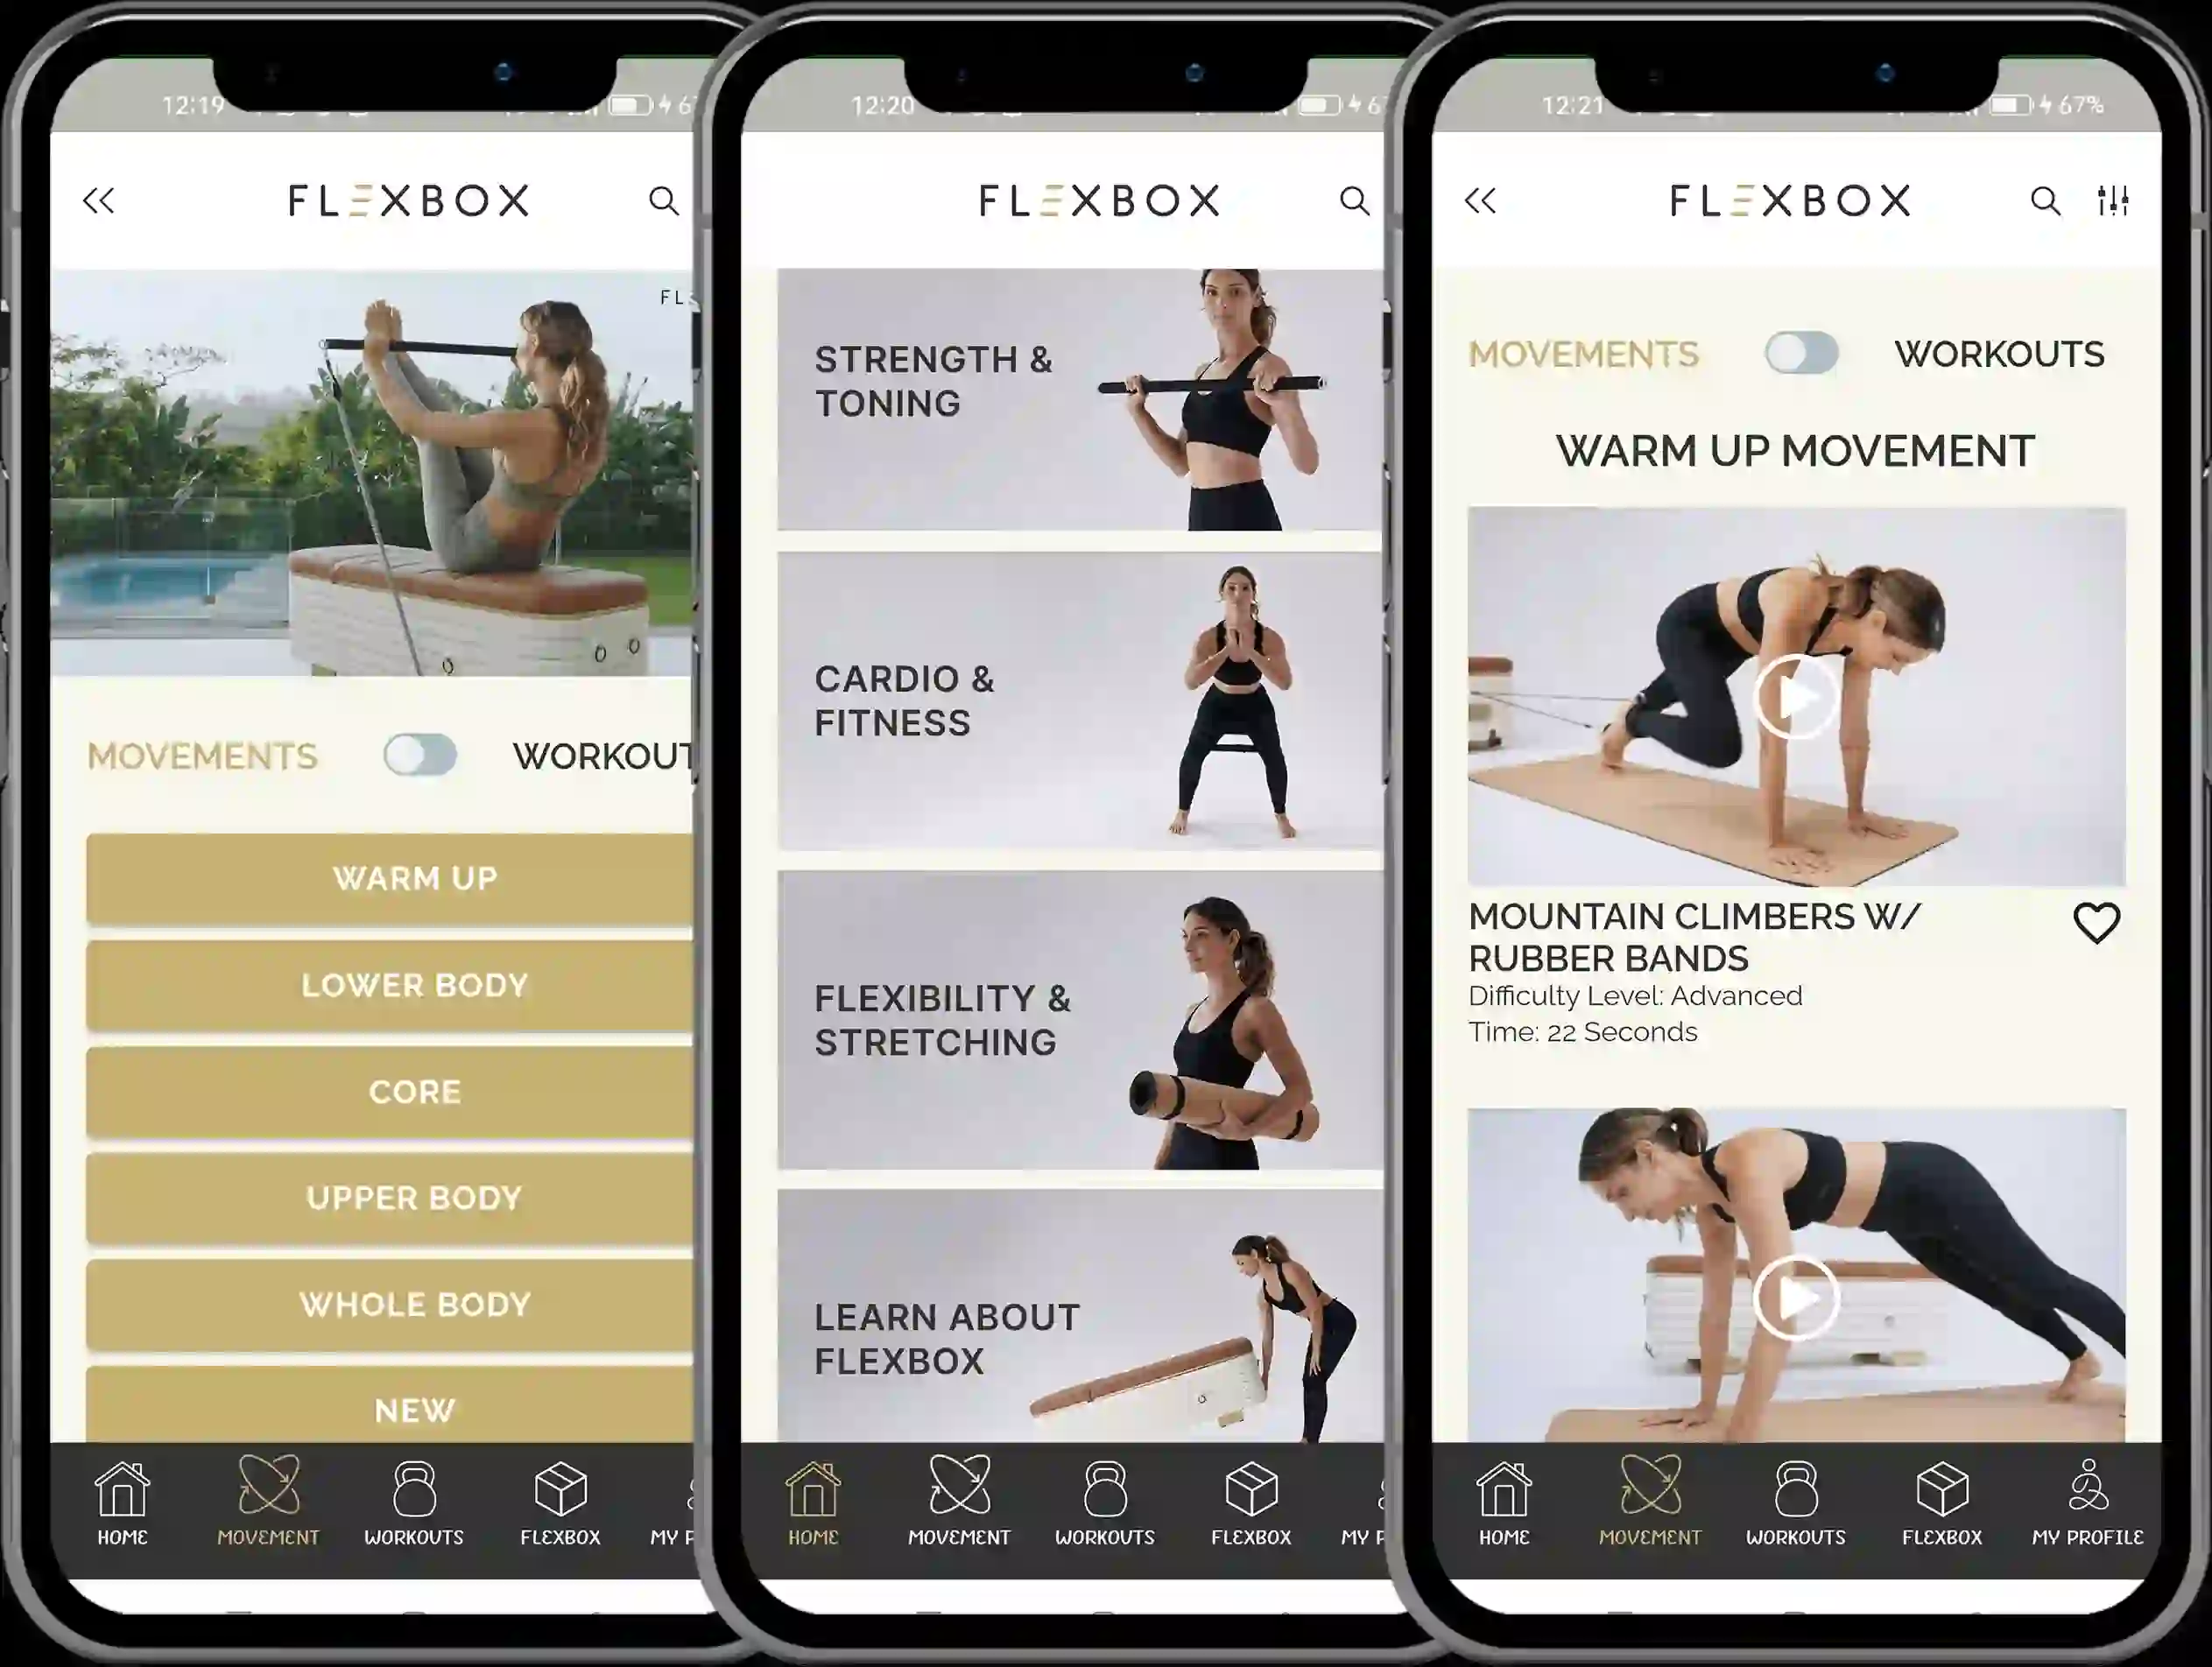 12:19
6
FLEXBOX
FL
MOVEMENTS
WORKOUT
WARM UP
LOWER BODY
CORE
UPPER BODY
WHOLE BODY
NEW
HOME
MOVEMENT
WORKOUTS
FLEXBOX
MY P
12:20
6
FLEXBOX
STRENGTH &
TONING
CARDIO &
FITNESS
FLEXIBILITY &
STRETCHING
LEARN ABOUT
FLEXBOX
HOME
MOVEMENT
WORKOUTS
FLEXBOX
MY P
12:21
67%
FLEXBOX
MOVEMENTS
WORKOUTS
WARM UP MOVEMENT
MOUNTAIN CLIMBERS W/
RUBBER BANDS
Difficulty Level: Advanced
Time: 22 Seconds
HOME
MOVEMENT
WORKOUTS
FLEXBOX
MY PROFILE